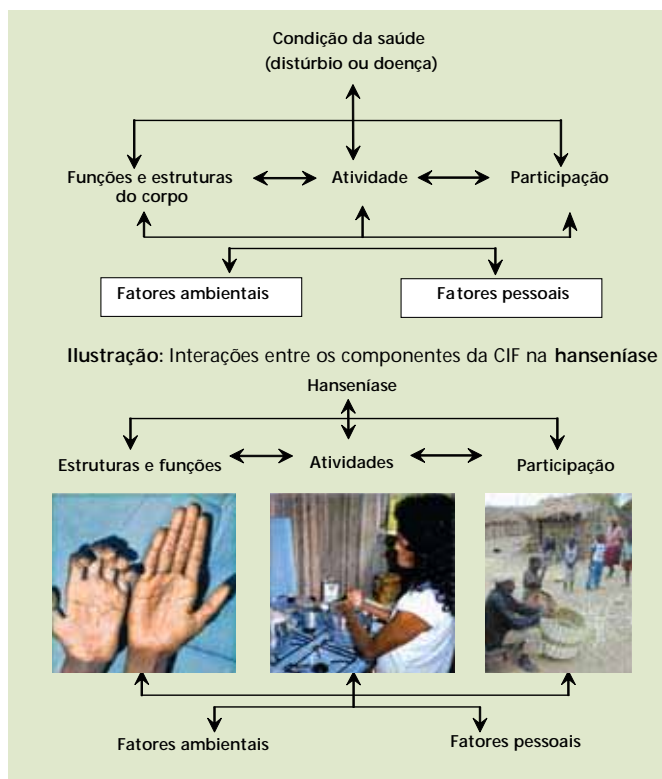 Condição da saúde
(distúrbio ou doença)
Funções e estruturas
do corpo
Atividade
Participação
Fatores ambientais
Fatores pessoais
Ilustração: Interações entre os componentes da CIF na hanseníase
Hanseníase
Estruturas e funções
Atividades
Participação
Fatores ambientais
Fatores pessoais